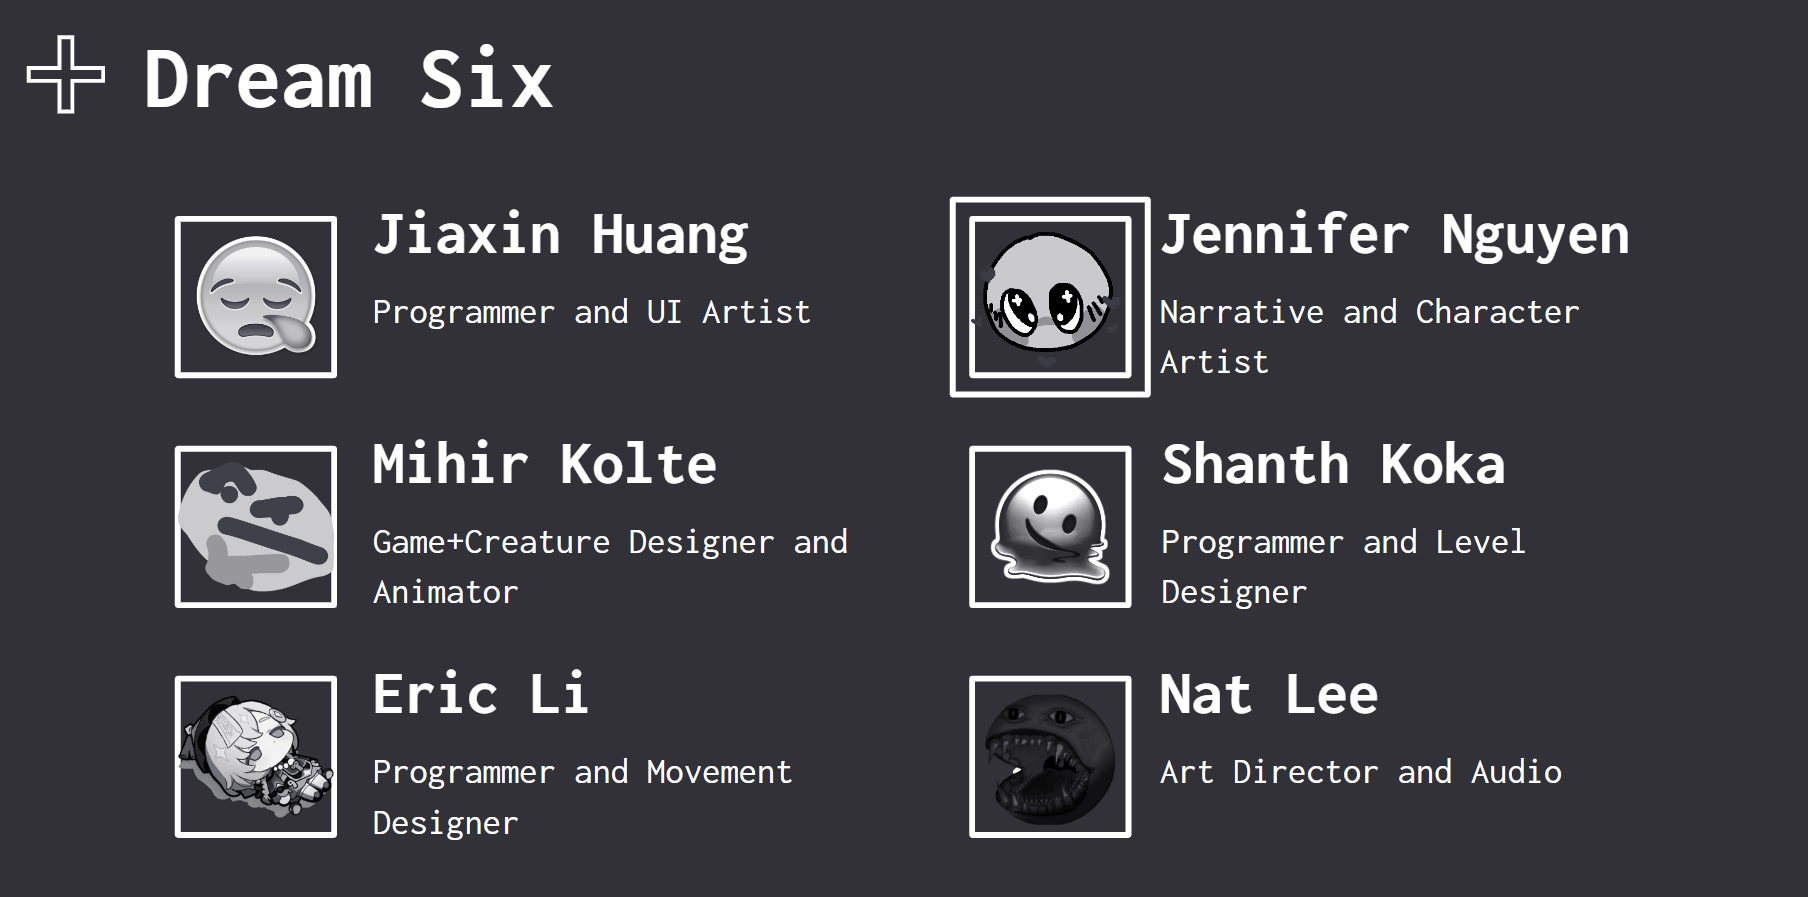 Dream Six
Jiaxin Huang
Programmer and UI Artist
Jennifer Nguyen
Narrative and Character
Artist
Mihir Kolte
Game+Creature Designer and
Animator
Shanth Koka
Programmer and Level
Designer
Eric Li
Programmer and Movement
Designer
Nat Lee
Art Director and Audio